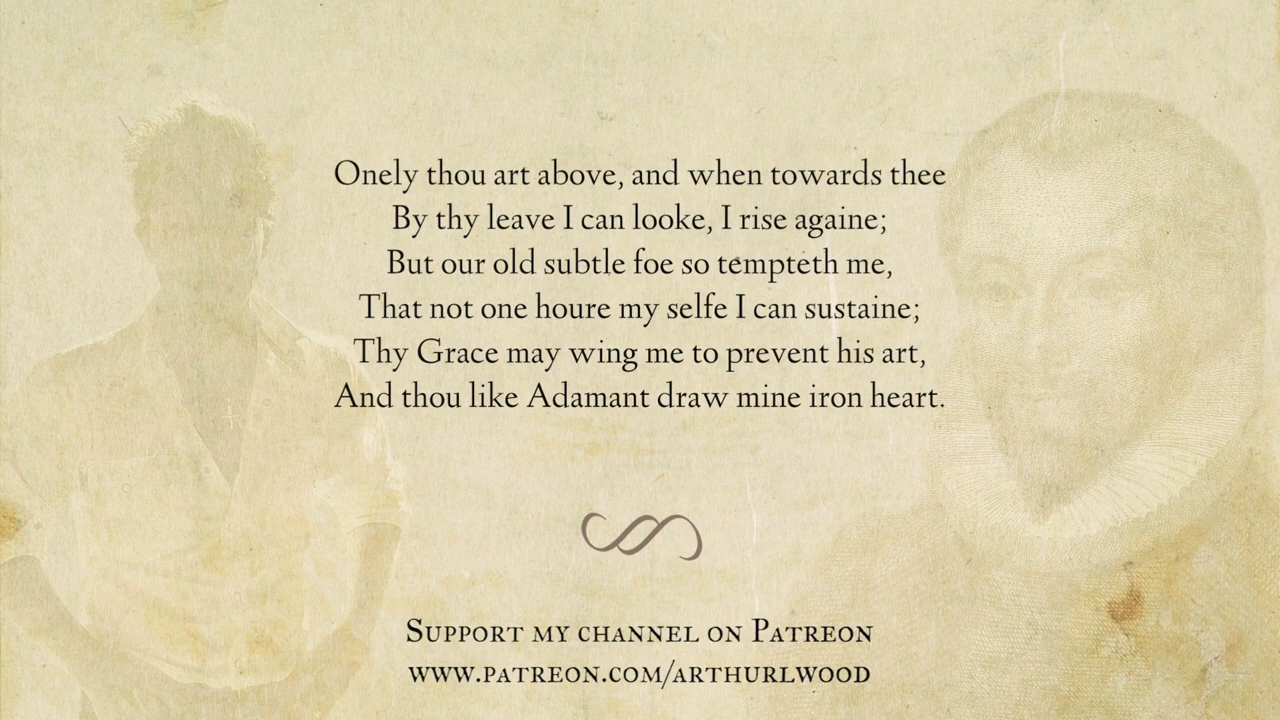 Onely thou art above, and when towards thee
By thy leave I can looke, I rise againe;
But our old subtle foe so tempteth me,
That not one houre my selfe I can sustaine;
Thy Grace may wing me to prevent his art,
And thou like Adamant draw mine iron heart.
Support my channel on Patreon
www.patreon.com/arthurlwood